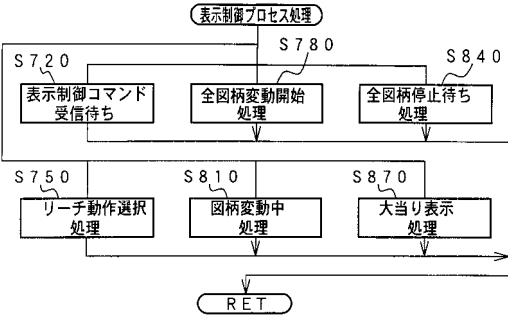 表示制御プロセス処理
S720
S780
S840
表示制御コマンド
受信待ち
全図柄変動開始
処理
全図柄停止待ち
処理
S750
S810
S870
リーチ動作選択
処理
図柄変動中
処理
大当り表示
処理
RET